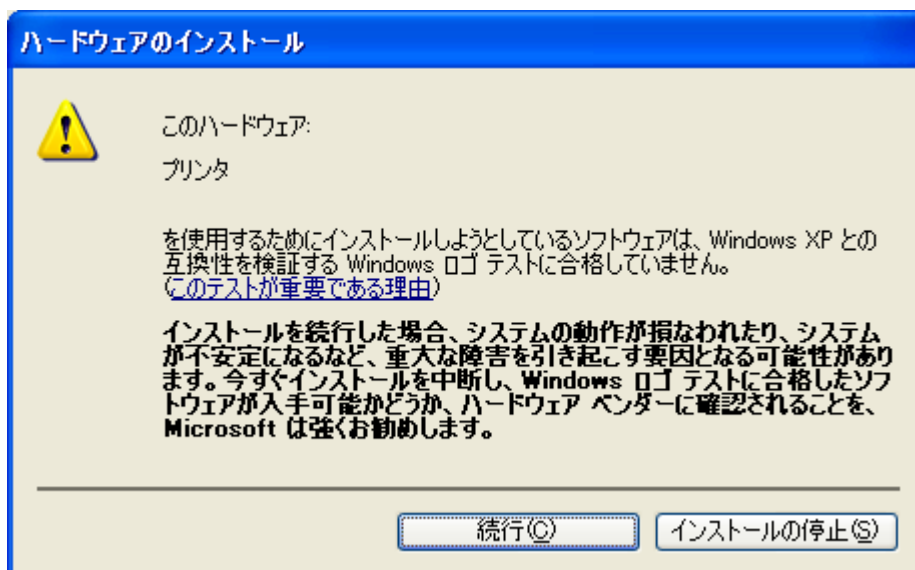 ハードウェアのインストール
このハードウェア:
プリンタ
を使用するためにインストールしようとしているソフトウェアは、Windows XP との
互換性を検証する Windows ロゴ テストに合格していません。
(このテストが重要である理由)
インストールを続行した場合、システムの動作が損なわれたり、システム
が不安定になるなど、重大な障害を引き起こす要因となる可能性があり
ます。今すぐインストールを中断し、Windows ロゴ テストに合格したソフ
トウェアが入手可能かどうか、ハードウェア ベンダーに確認されることを、
Microsoft は強くお勧めします。
続行(C)
インストールの停止(S)